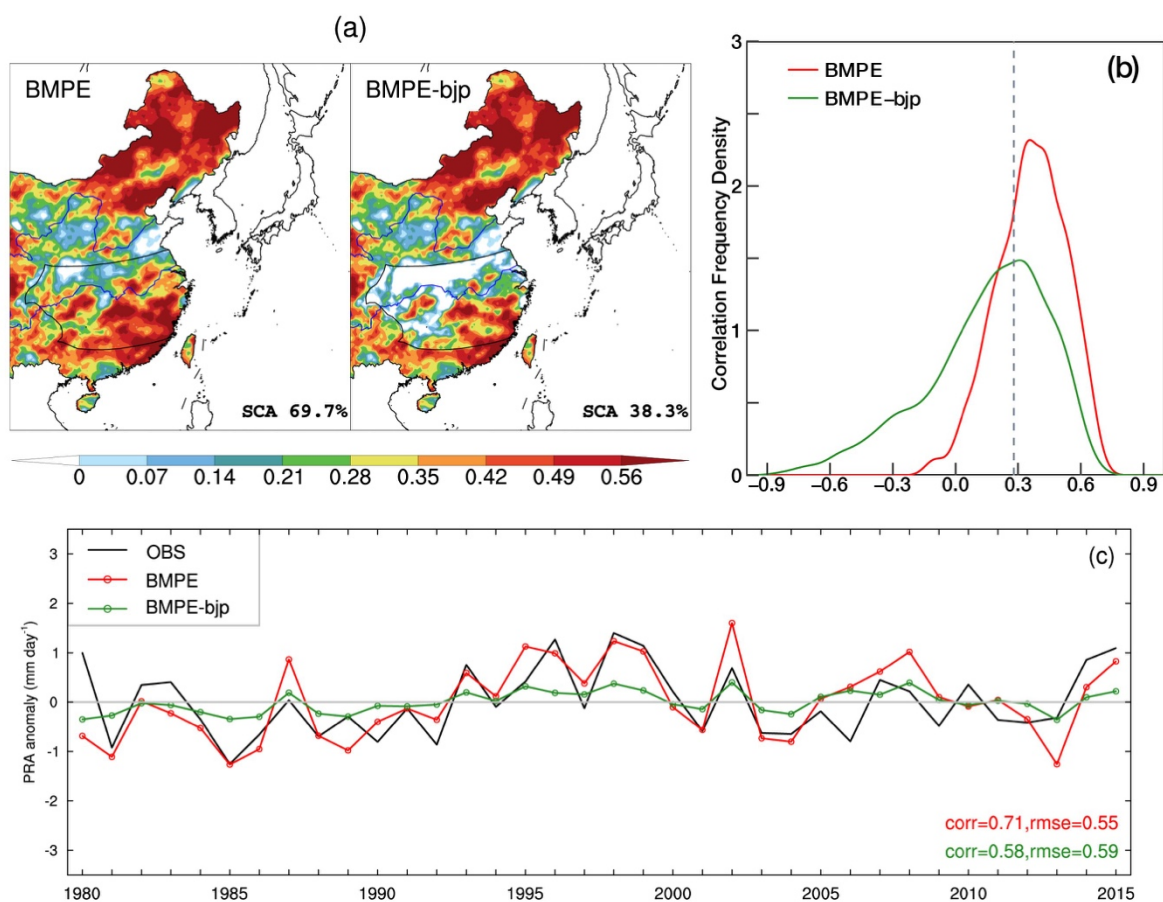 (a)
BMPE
BMPE-bjp
SCA 69.7%
SCA 38.3%
0 0.07 0.14 0.21 0.28 0.35 0.42 0.49 0.56
(b)
BMPE
BMPE–bjp
Correlation Frequency Density
3
2
1
0
−0.9 −0.6 −0.3 0.0 0.3 0.6 0.9
(c)
OBS
BMPE
BMPE-bjp
PRA anomaly (mm day⁻¹)
3
2
1
0
-1
-2
-3
corr=0.71,rmse=0.55
corr=0.58,rmse=0.59
1980 1985 1990 1995 2000 2005 2010 2015